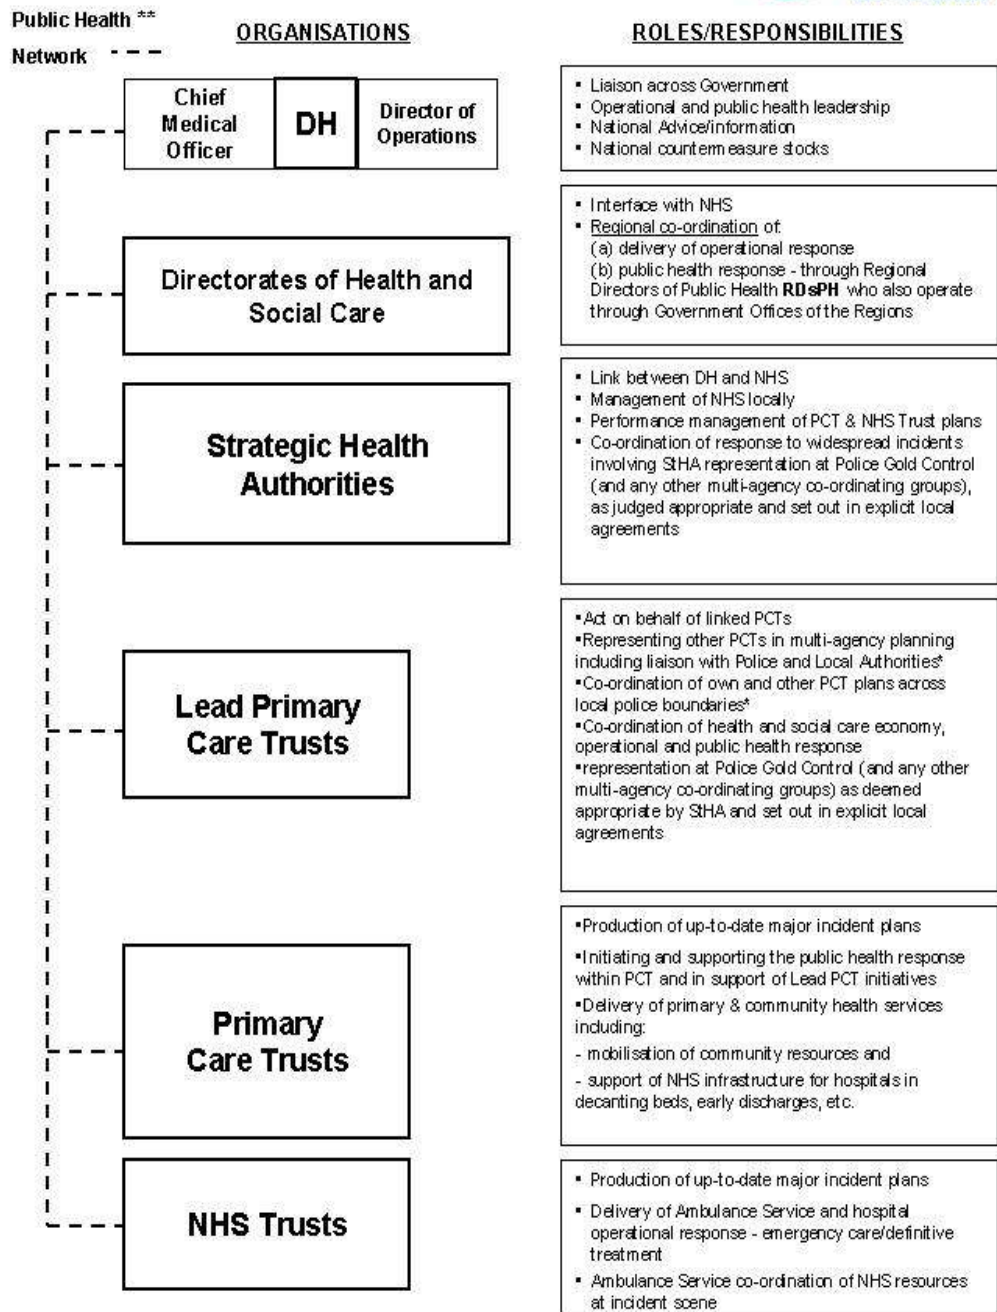 Public Health **
Network
ORGANISATIONS
ROLES/RESPONSIBILITIES
Chief
Medical
Officer
DH
Director of
Operations
▪ Liaison across Government
▪ Operational and public health leadership
▪ National Advice/information
▪ National countermeasure stocks
Directorates of Health and
Social Care
▪ Interface with NHS
▪ Regional co-ordination of:
(a) delivery of operational response
(b) public health response - through Regional
Directors of Public Health RDsPH who also operate
through Government Offices of the Regions
Strategic Health
Authorities
▪ Link between DH and NHS
▪ Management of NHS locally
▪ Performance management of PCT & NHS Trust plans
▪ Co-ordination of response to widespread incidents
involving StHA representation at Police Gold Control
(and any other multi-agency co-ordinating groups),
as judged appropriate and set out in explicit local
agreements
Lead Primary
Care Trusts
▪Act on behalf of linked PCTs
▪Representing other PCTs in multi-agency planning
including liaison with Police and Local Authorities*
▪Co-ordination of own and other PCT plans across
local police boundaries*
▪Co-ordination of health and social care economy,
operational and public health response
▪representation at Police Gold Control (and any other
multi-agency co-ordinating groups) as deemed
appropriate by StHA and set out in explicit local
agreements
Primary
Care Trusts
▪Production of up-to-date major incident plans
▪Initiating and supporting the public health response
within PCT and in support of Lead PCT initiatives
▪Delivery of primary & community health services
including:
- mobilisation of community resources and
- support of NHS infrastructure for hospitals in
decanting beds, early discharges, etc.
NHS Trusts
▪ Production of up-to-date major incident plans
▪ Delivery of Ambulance Service and hospital
operational response - emergency care/definitive
treatment
▪ Ambulance Service co-ordination of NHS resources
at incident scene